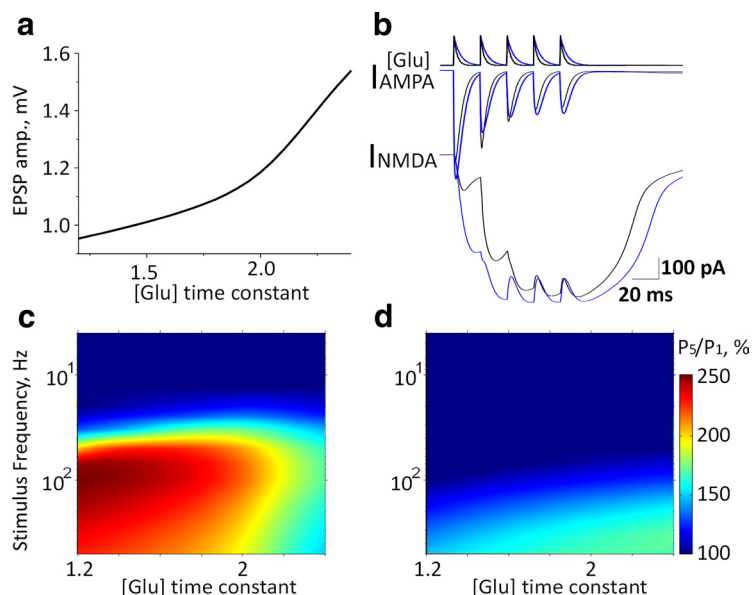 a
EPSP amp., mV
1.6
1.4
1.2
1.0
1.5
2.0
[Glu] time constant
b
[Glu]
IAMPA
INMDA
100 pA
20 ms
c
Stimulus Frequency, Hz
10¹
10²
1.2
2
[Glu] time constant
d
10¹
10²
1.2
2
[Glu] time constant
P5/P1, %
250
200
150
100